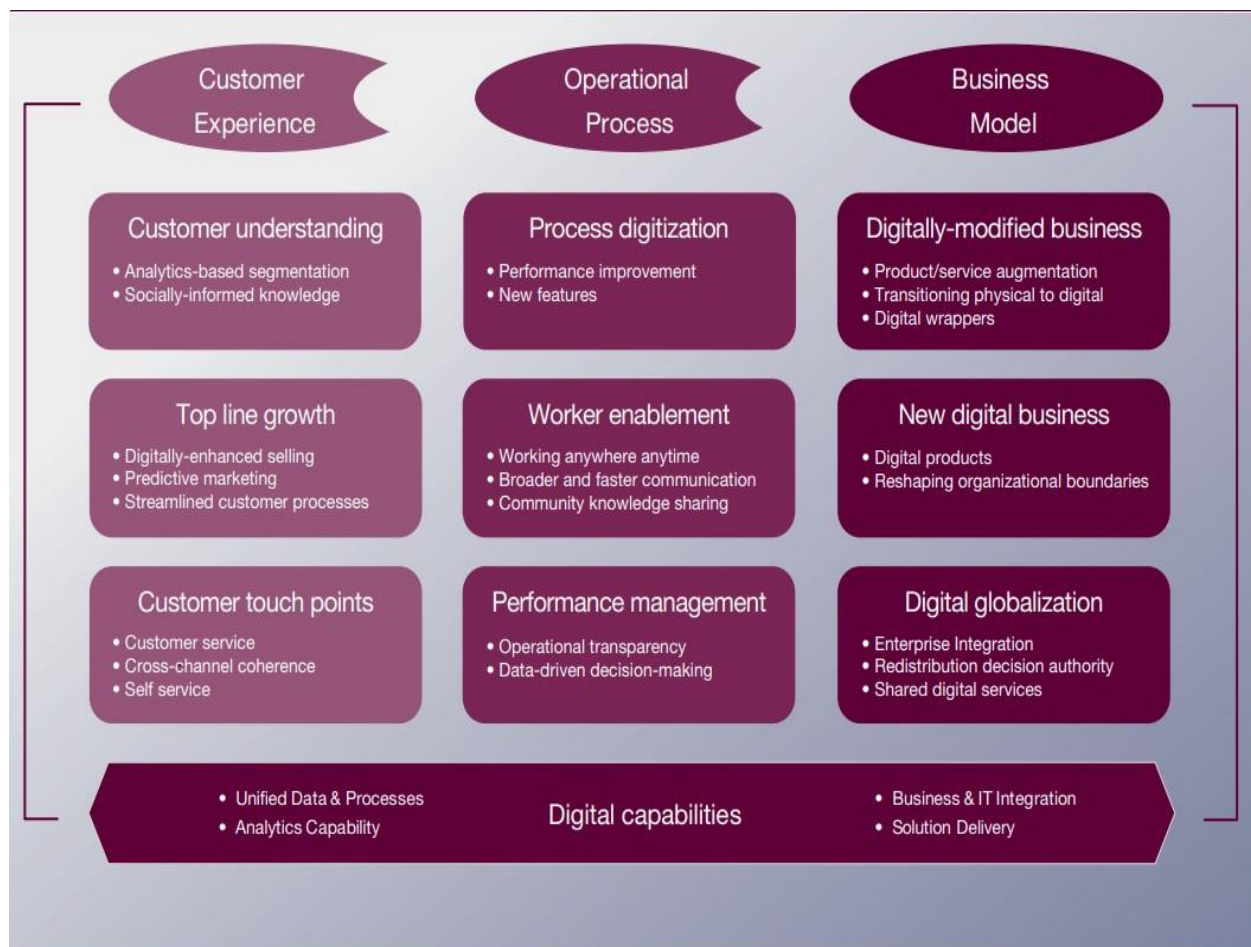 Customer
Experience
Operational
Process
Business
Model
Customer understanding
• Analytics-based segmentation
• Socially-informed knowledge
Process digitization
• Performance improvement
• New features
Digitally-modified business
• Product/service augmentation
• Transitioning physical to digital
• Digital wrappers
Top line growth
• Digitally-enhanced selling
• Predictive marketing
• Streamlined customer processes
Worker enablement
• Working anywhere anytime
• Broader and faster communication
• Community knowledge sharing
New digital business
• Digital products
• Reshaping organizational boundaries
Customer touch points
• Customer service
• Cross-channel coherence
• Self service
Performance management
• Operational transparency
• Data-driven decision-making
Digital globalization
• Enterprise Integration
• Redistribution decision authority
• Shared digital services
• Unified Data & Processes
• Analytics Capability
Digital capabilities
• Business & IT Integration
• Solution Delivery